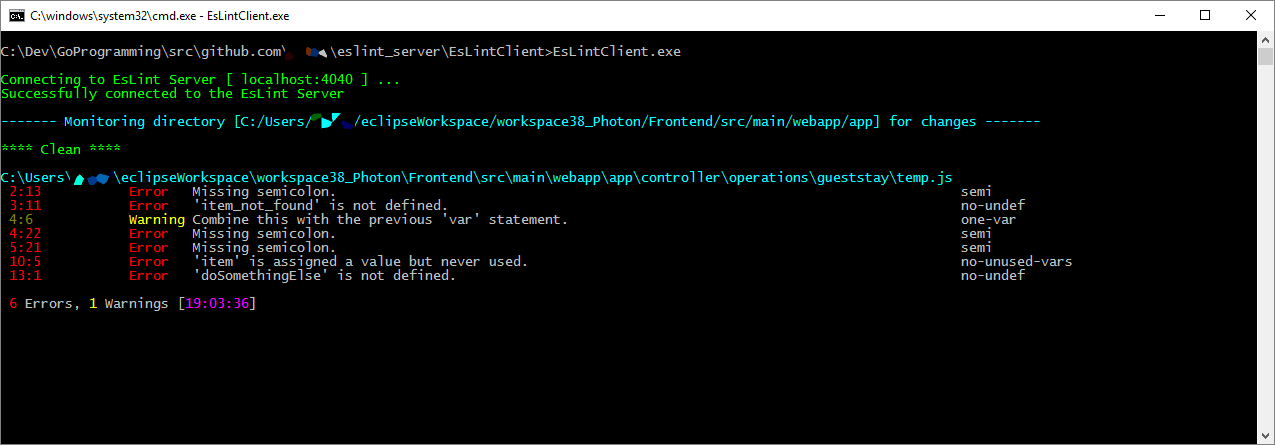 C:\windows\system32\cmd.exe - EsLintClient.exe
C:\Dev\GoProgramming\src\github.com\ \eslint_server\EsLintClient>EsLintClient.exe
Connecting to EsLint Server [ localhost:4040 ] ...
Successfully connected to the EsLint Server
------- Monitoring directory [C:/Users/ /eclipseWorkspace/workspace38_Photon/Frontend/src/main/webapp/app] for changes -------
**** Clean ****
C:\Users\ \eclipseWorkspace\workspace38_Photon\Frontend\src\main\webapp\app\controller\operations\gueststay\temp.js
2:13 Error Missing semicolon. semi
3:11 Error 'item_not_found' is not defined. no-undef
4:6 Warning Combine this with the previous 'var' statement. one-var
4:22 Error Missing semicolon. semi
5:21 Error Missing semicolon. semi
10:5 Error 'item' is assigned a value but never used. no-unused-vars
13:1 Error 'doSomethingElse' is not defined. no-undef
6 Errors, 1 Warnings [19:03:36]